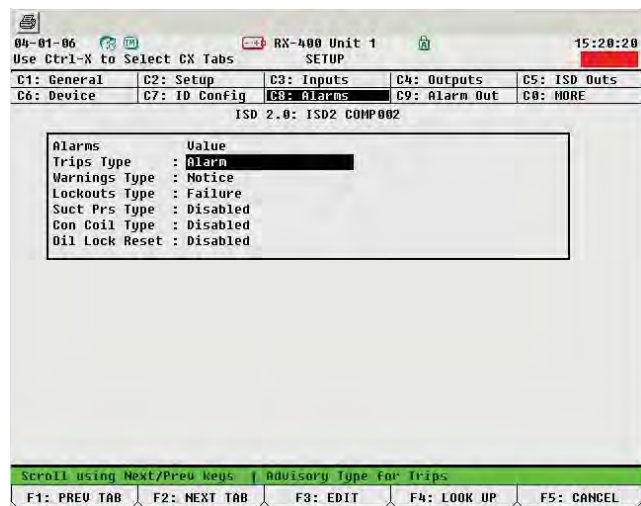 04-01-06 RX-400 Unit 1 15:20:20
Use Ctrl-X to Select CX Tabs SETUP
C1: General C2: Setup C3: Inputs C4: Outputs C5: ISD Outs
C6: Device C7: ID Config C8: Alarms C9: Alarm Out C0: MORE
ISD 2.0: ISD2 COMP002
Alarms Value
Trips Type : Alarm
Warnings Type : Notice
Lockouts Type : Failure
Suct Prs Type : Disabled
Con Coil Type : Disabled
Oil Lock Reset : Disabled
Scroll using Next/Prev keys | Advisory Type for Trips
F1: PREV TAB F2: NEXT TAB F3: EDIT F4: LOOK UP F5: CANCEL